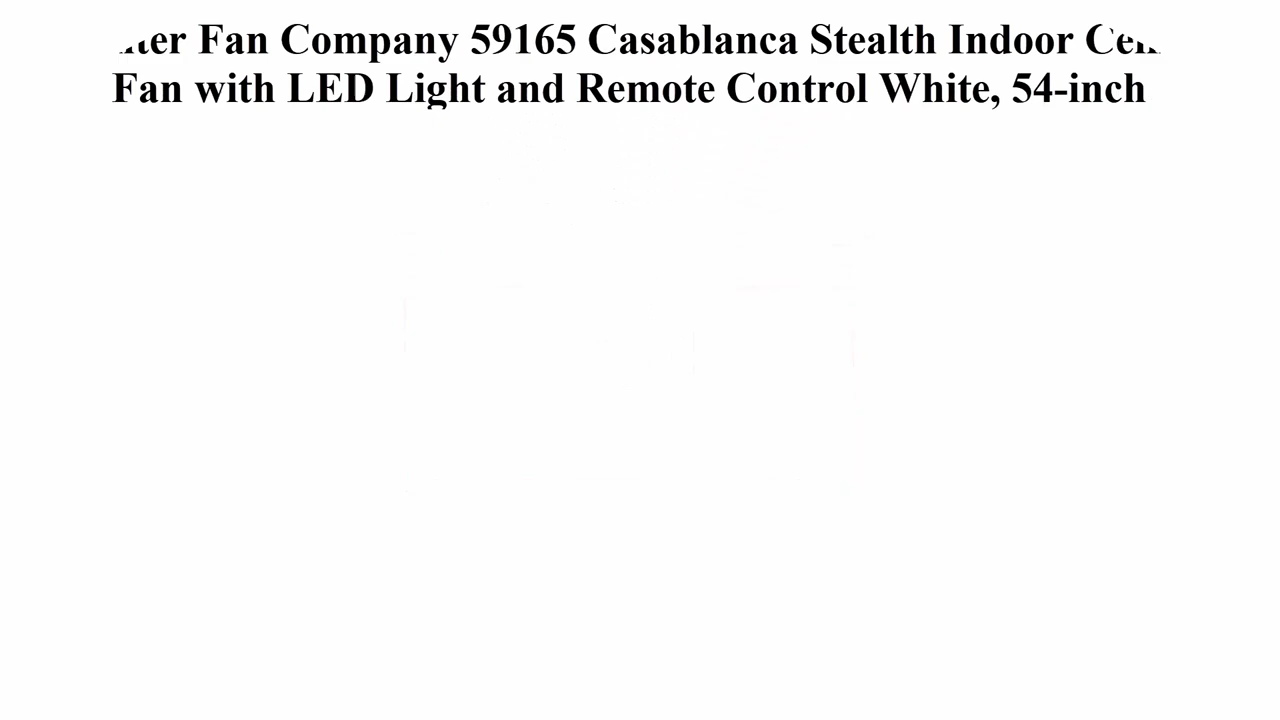 Fan Company 59165 Casablanca Stealth Indoor
Fan with LED Light and Remote Control White, 54-inch